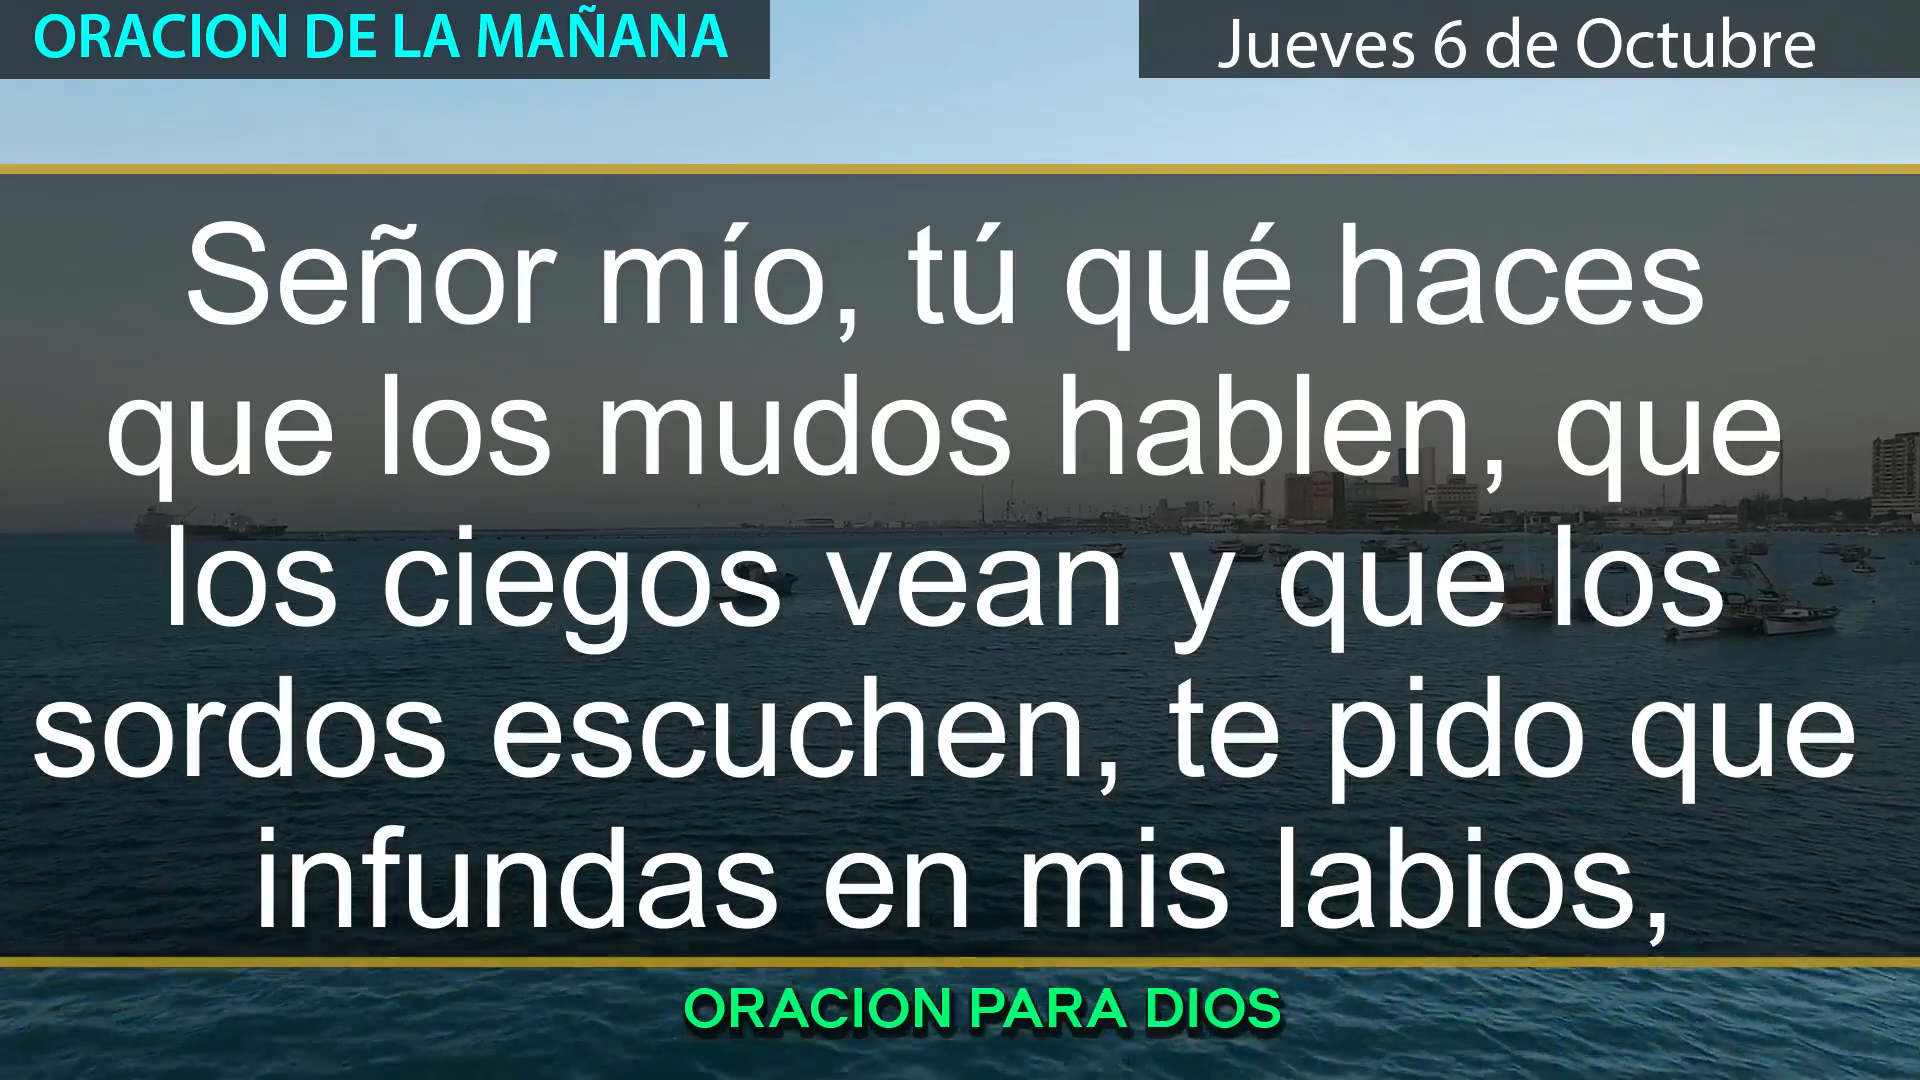 ORACION DE LA MAÑANA
Jueves 6 de Octubre
Señor mío, tú qué haces
que los mudos hablen, que
los ciegos vean y que los
sordos escuchen, te pido que
infundas en mis labios,
ORACION PARA DIOS